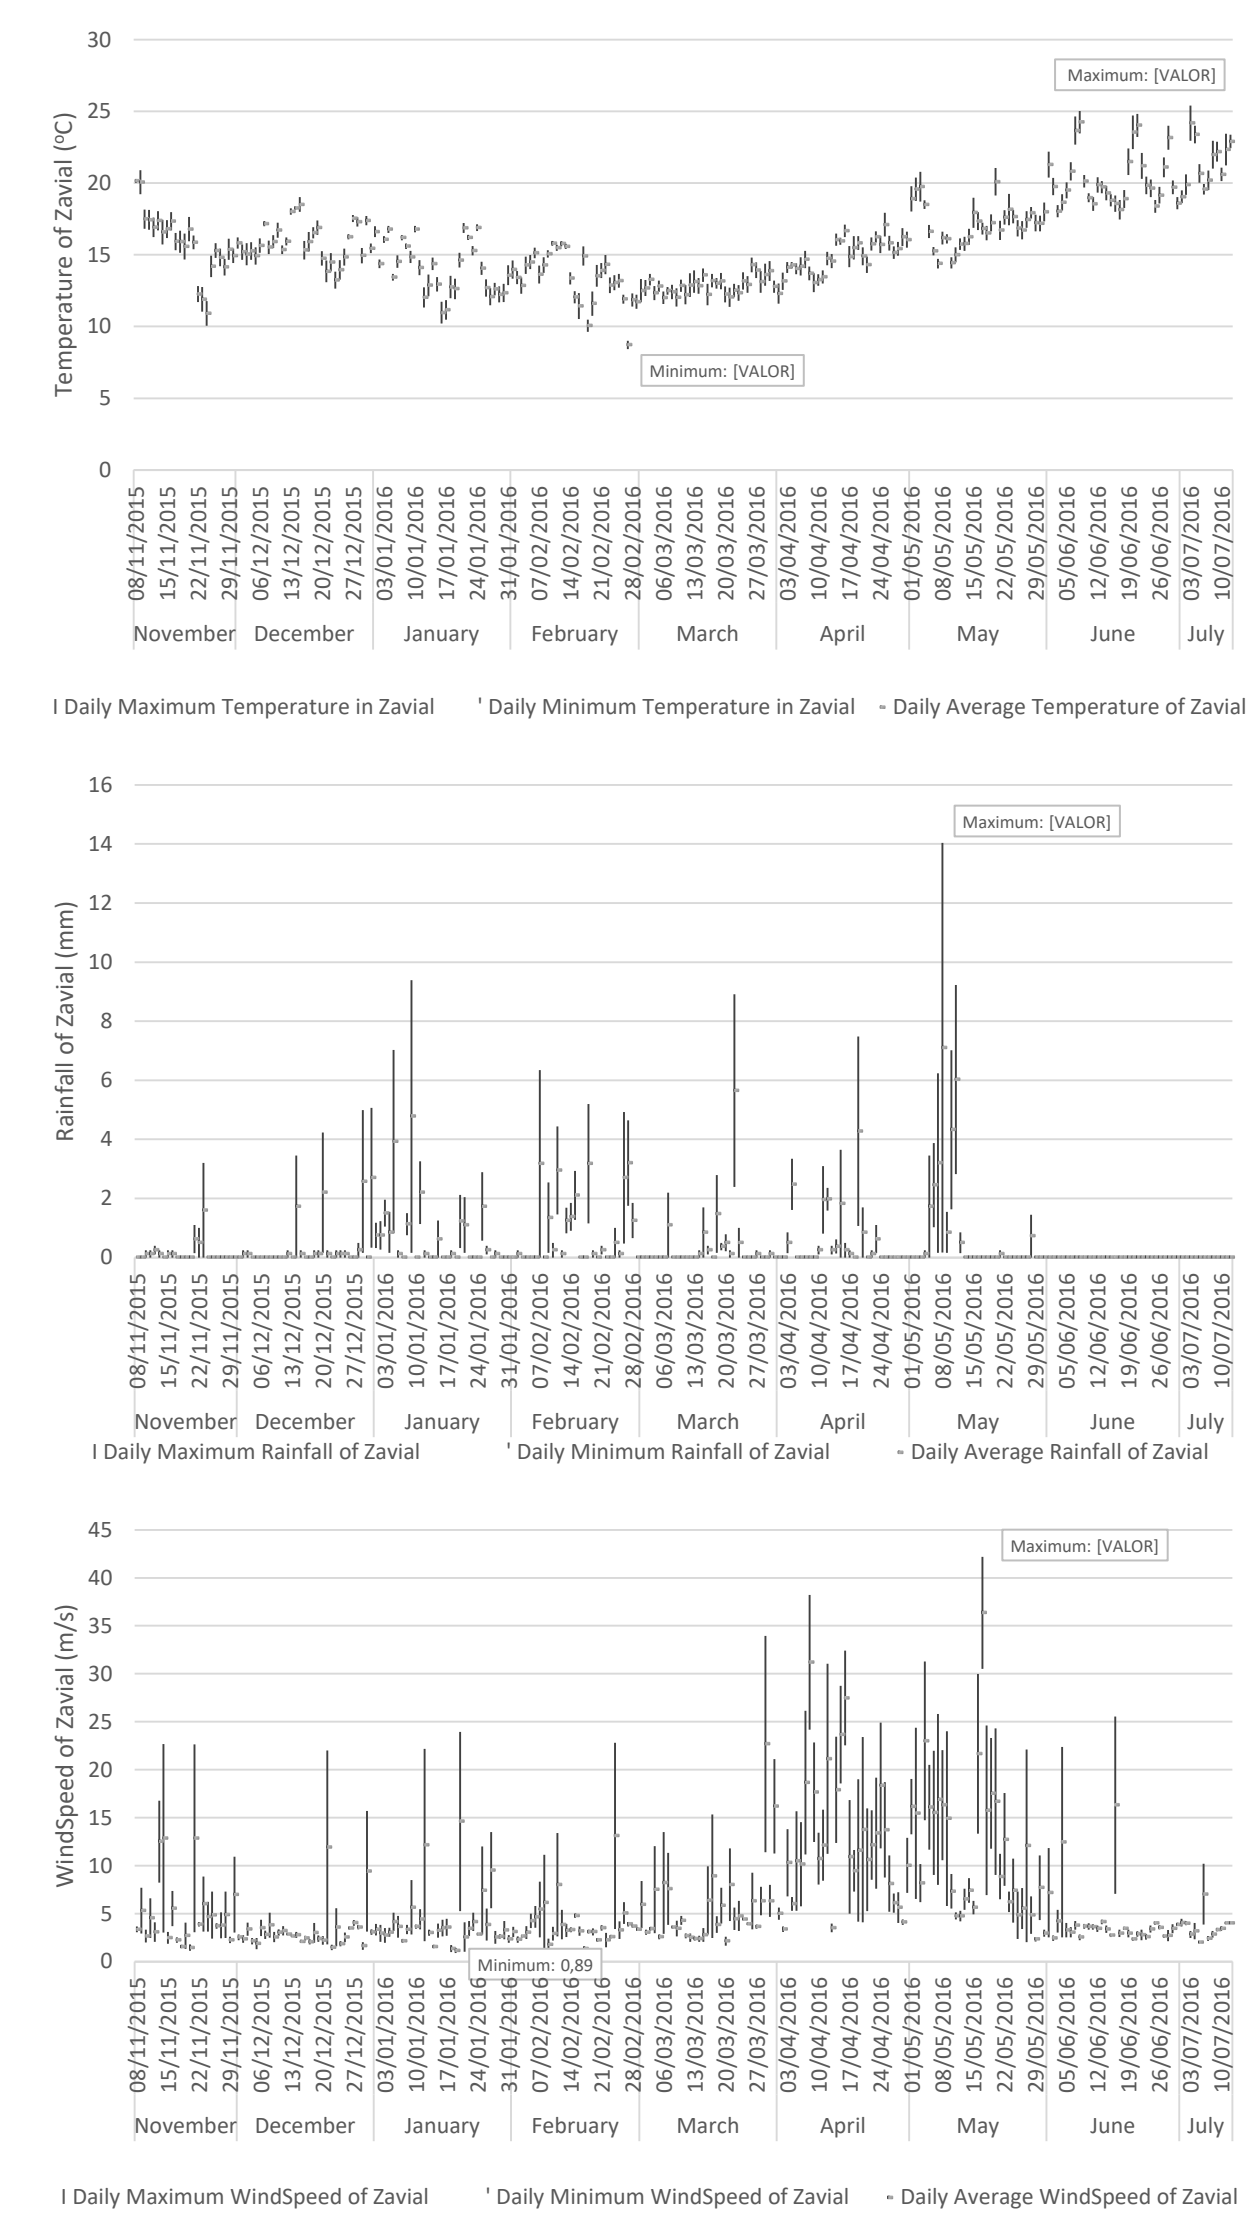 30
Maximum: [VALOR]
25
20
15
10
Minimum: [VALOR]
5
0
Temperature of Zavial (ºC)
08/11/2015 15/11/2015 22/11/2015 29/11/2015 06/12/2015 13/12/2015 20/12/2015 27/12/2015 03/01/2016 10/01/2016 17/01/2016 24/01/2016 31/01/2016 07/02/2016 14/02/2016 21/02/2016 28/02/2016 06/03/2016 13/03/2016 20/03/2016 27/03/2016 03/04/2016 10/04/2016 17/04/2016 24/04/2016 01/05/2016 08/05/2016 15/05/2016 22/05/2016 29/05/2016 05/06/2016 12/06/2016 19/06/2016 26/06/2016 03/07/2016 10/07/2016
November December January February March April May June July
I Daily Maximum Temperature in Zavial ' Daily Minimum Temperature in Zavial - Daily Average Temperature of Zavial
16
Maximum: [VALOR]
14
12
10
8
6
4
2
0
Rainfall of Zavial (mm)
08/11/2015 15/11/2015 22/11/2015 29/11/2015 06/12/2015 13/12/2015 20/12/2015 27/12/2015 03/01/2016 10/01/2016 17/01/2016 24/01/2016 31/01/2016 07/02/2016 14/02/2016 21/02/2016 28/02/2016 06/03/2016 13/03/2016 20/03/2016 27/03/2016 03/04/2016 10/04/2016 17/04/2016 24/04/2016 01/05/2016 08/05/2016 15/05/2016 22/05/2016 29/05/2016 05/06/2016 12/06/2016 19/06/2016 26/06/2016 03/07/2016 10/07/2016
November December January February March April May June July
I Daily Maximum Rainfall of Zavial ' Daily Minimum Rainfall of Zavial - Daily Average Rainfall of Zavial
45
Maximum: [VALOR]
40
35
30
25
20
15
10
5
0
Minimum: 0,89
WindSpeed of Zavial (m/s)
08/11/2015 15/11/2015 22/11/2015 29/11/2015 06/12/2015 13/12/2015 20/12/2015 27/12/2015 03/01/2016 10/01/2016 17/01/2016 24/01/2016 31/01/2016 07/02/2016 14/02/2016 21/02/2016 28/02/2016 06/03/2016 13/03/2016 20/03/2016 27/03/2016 03/04/2016 10/04/2016 17/04/2016 24/04/2016 01/05/2016 08/05/2016 15/05/2016 22/05/2016 29/05/2016 05/06/2016 12/06/2016 19/06/2016 26/06/2016 03/07/2016 10/07/2016
November December January February March April May June July
I Daily Maximum WindSpeed of Zavial ' Daily Minimum WindSpeed of Zavial - Daily Average WindSpeed of Zavial